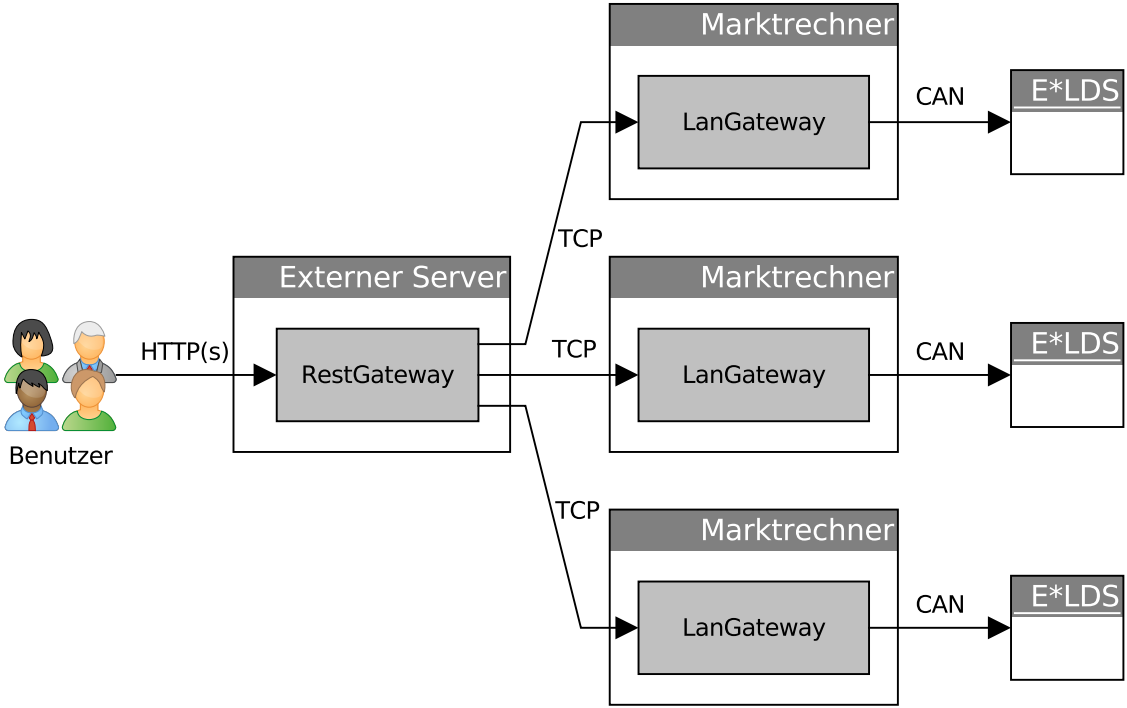 Marktrechner
LanGateway
CAN
E*LDS
TCP
Externer Server
RestGateway
HTTP(s)
Benutzer
TCP
Marktrechner
LanGateway
CAN
E*LDS
TCP
Marktrechner
LanGateway
CAN
E*LDS